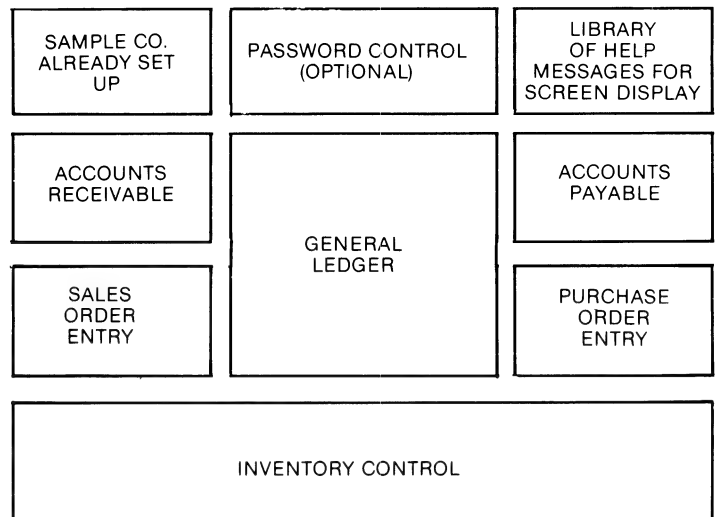 SAMPLE CO.
ALREADY SET
UP
PASSWORD CONTROL
(OPTIONAL)
LIBRARY
OF HELP
MESSAGES FOR
SCREEN DISPLAY
ACCOUNTS
RECEIVABLE
GENERAL
LEDGER
ACCOUNTS
PAYABLE
SALES
ORDER
ENTRY
PURCHASE
ORDER
ENTRY
INVENTORY CONTROL